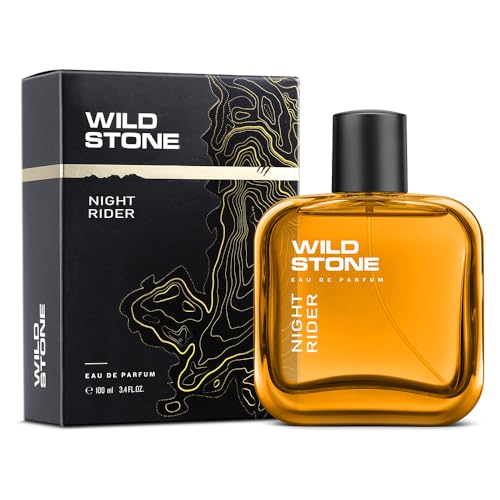 WILD
STONE
NIGHT
RIDER
EAU DE PARFUM
℮ 100 ml 3.4 FL.OZ.
WILD
STONE
WILD
STONE
EAU DE PARFUM
NIGHT
RIDER